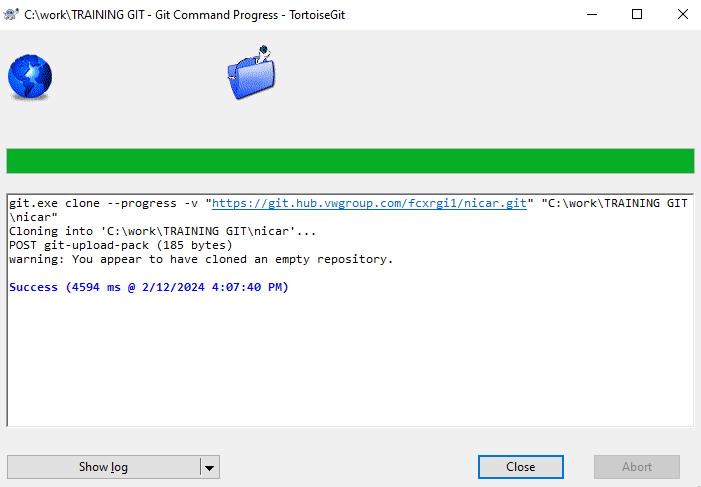 C:\work\TRAINING GIT - Git Command Progress - TortoiseGit
git.exe clone --progress -v "https://git.hub.vwgroup.com/fcxrgi1/nicar.git" "C:\work\TRAINING GIT
\nicar"
Cloning into 'C:\work\TRAINING GIT\nicar'...
POST git-upload-pack (185 bytes)
warning: You appear to have cloned an empty repository.
Success (4594 ms @ 2/12/2024 4:07:40 PM)
Show log
Close
Abort